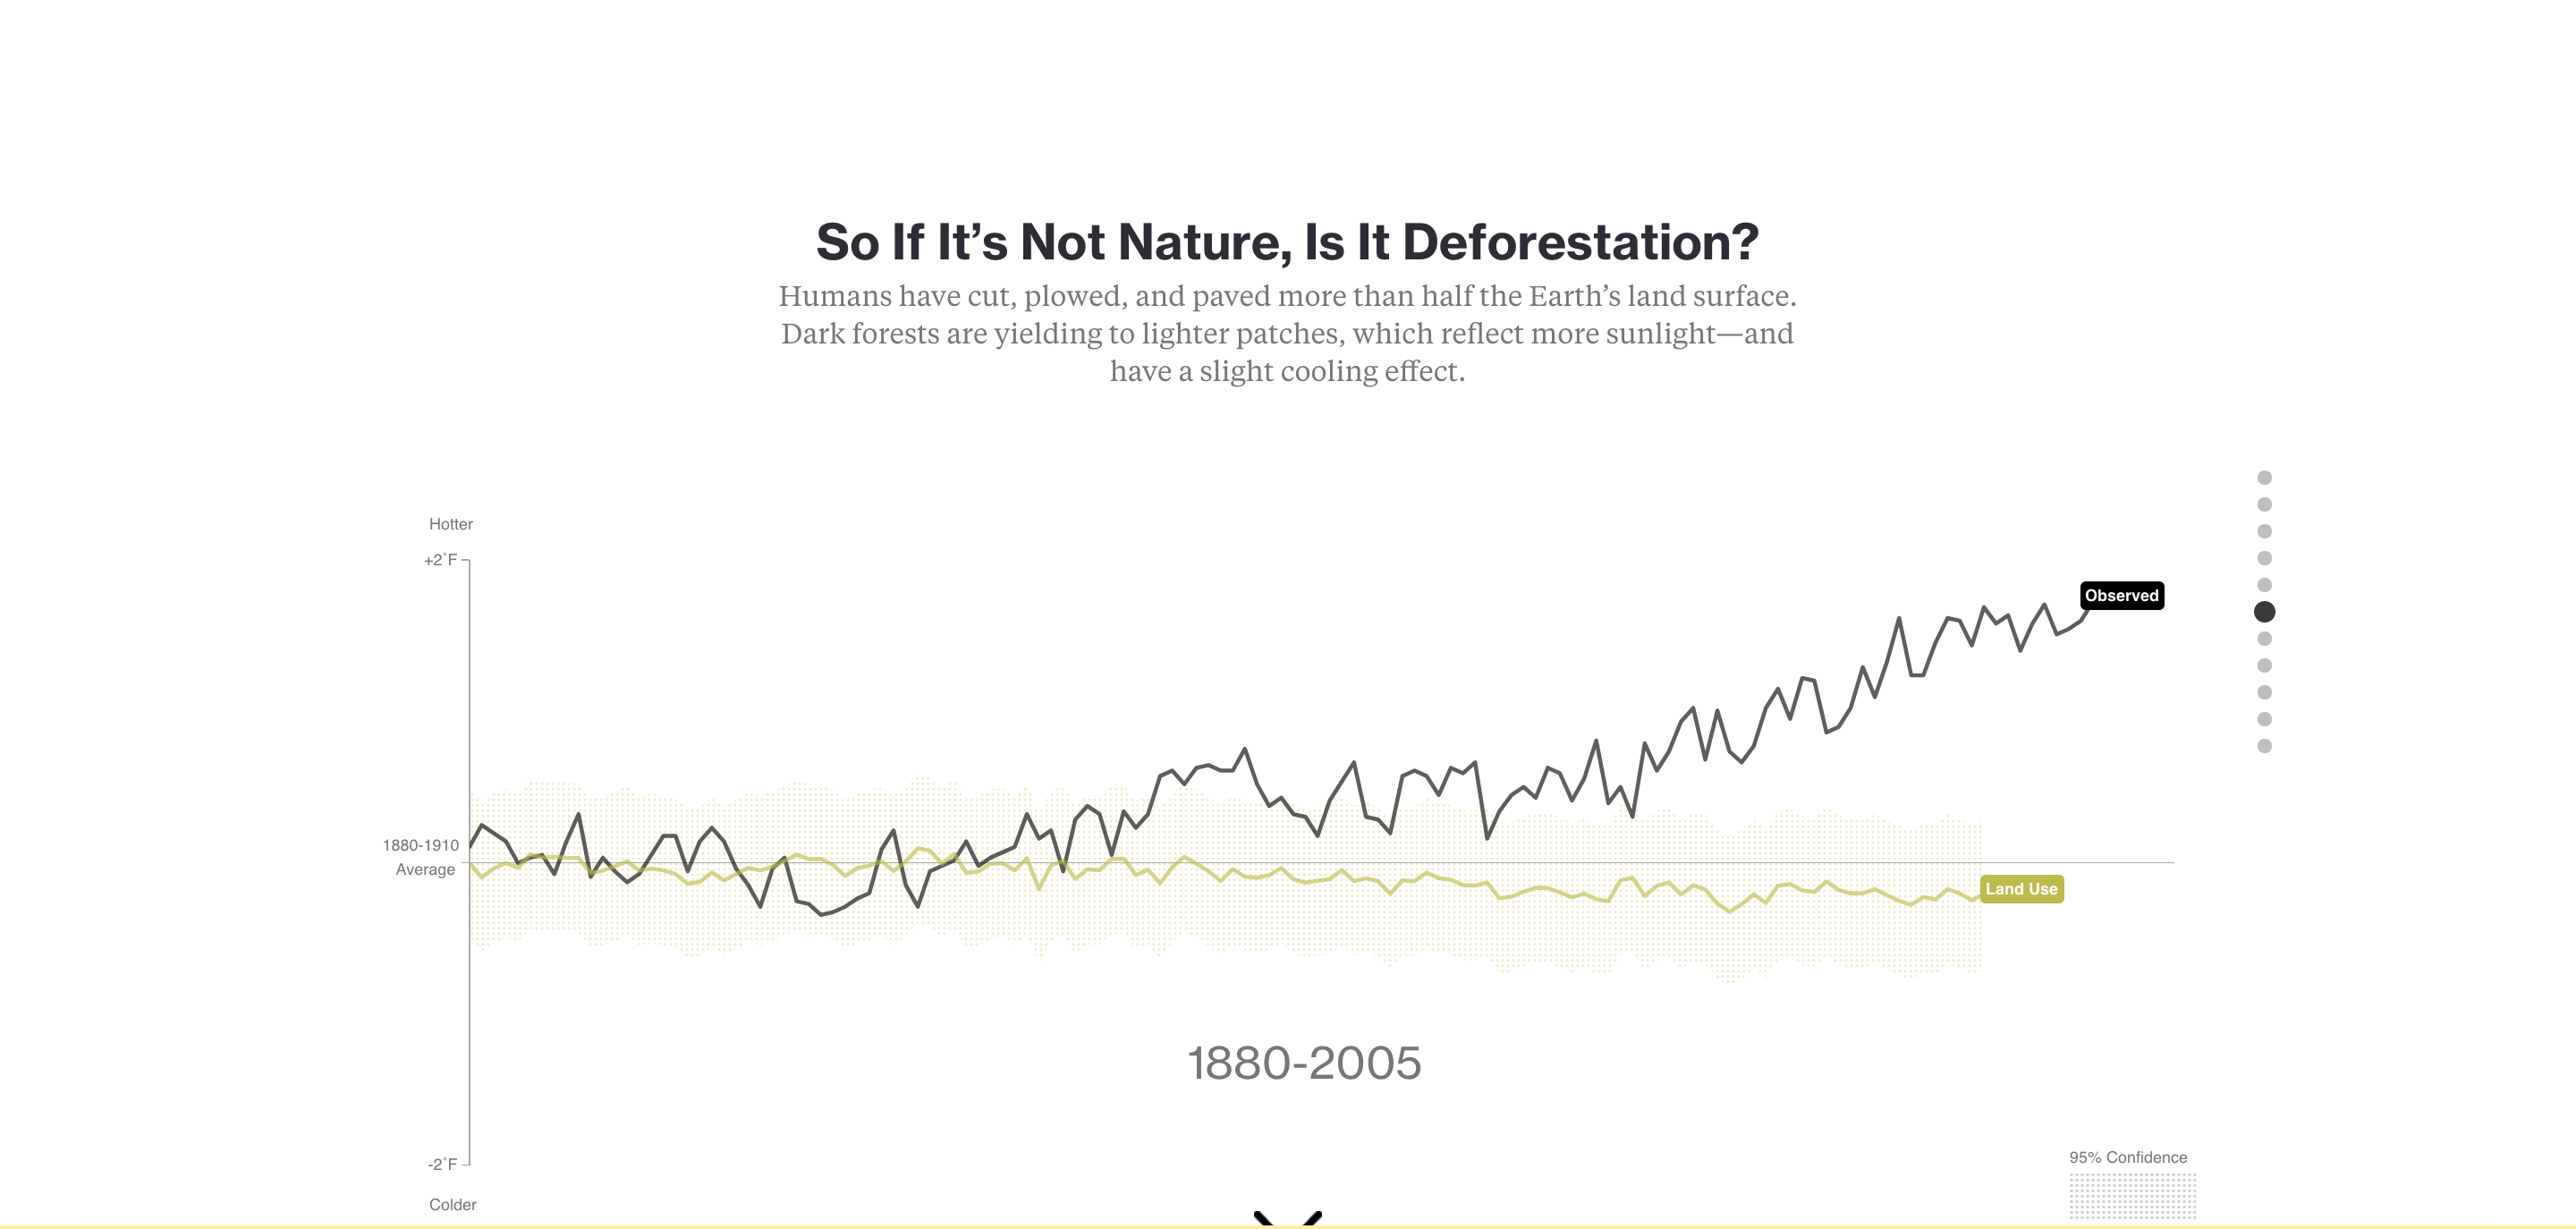 So If It’s Not Nature, Is It Deforestation?
Humans have cut, plowed, and paved more than half the Earth’s land surface.
Dark forests are yielding to lighter patches, which reflect more sunlight—and
have a slight cooling effect.
Hotter
+2°F
Observed
1880-1910
Average
Land Use
1880-2005
-2°F
95% Confidence
Colder